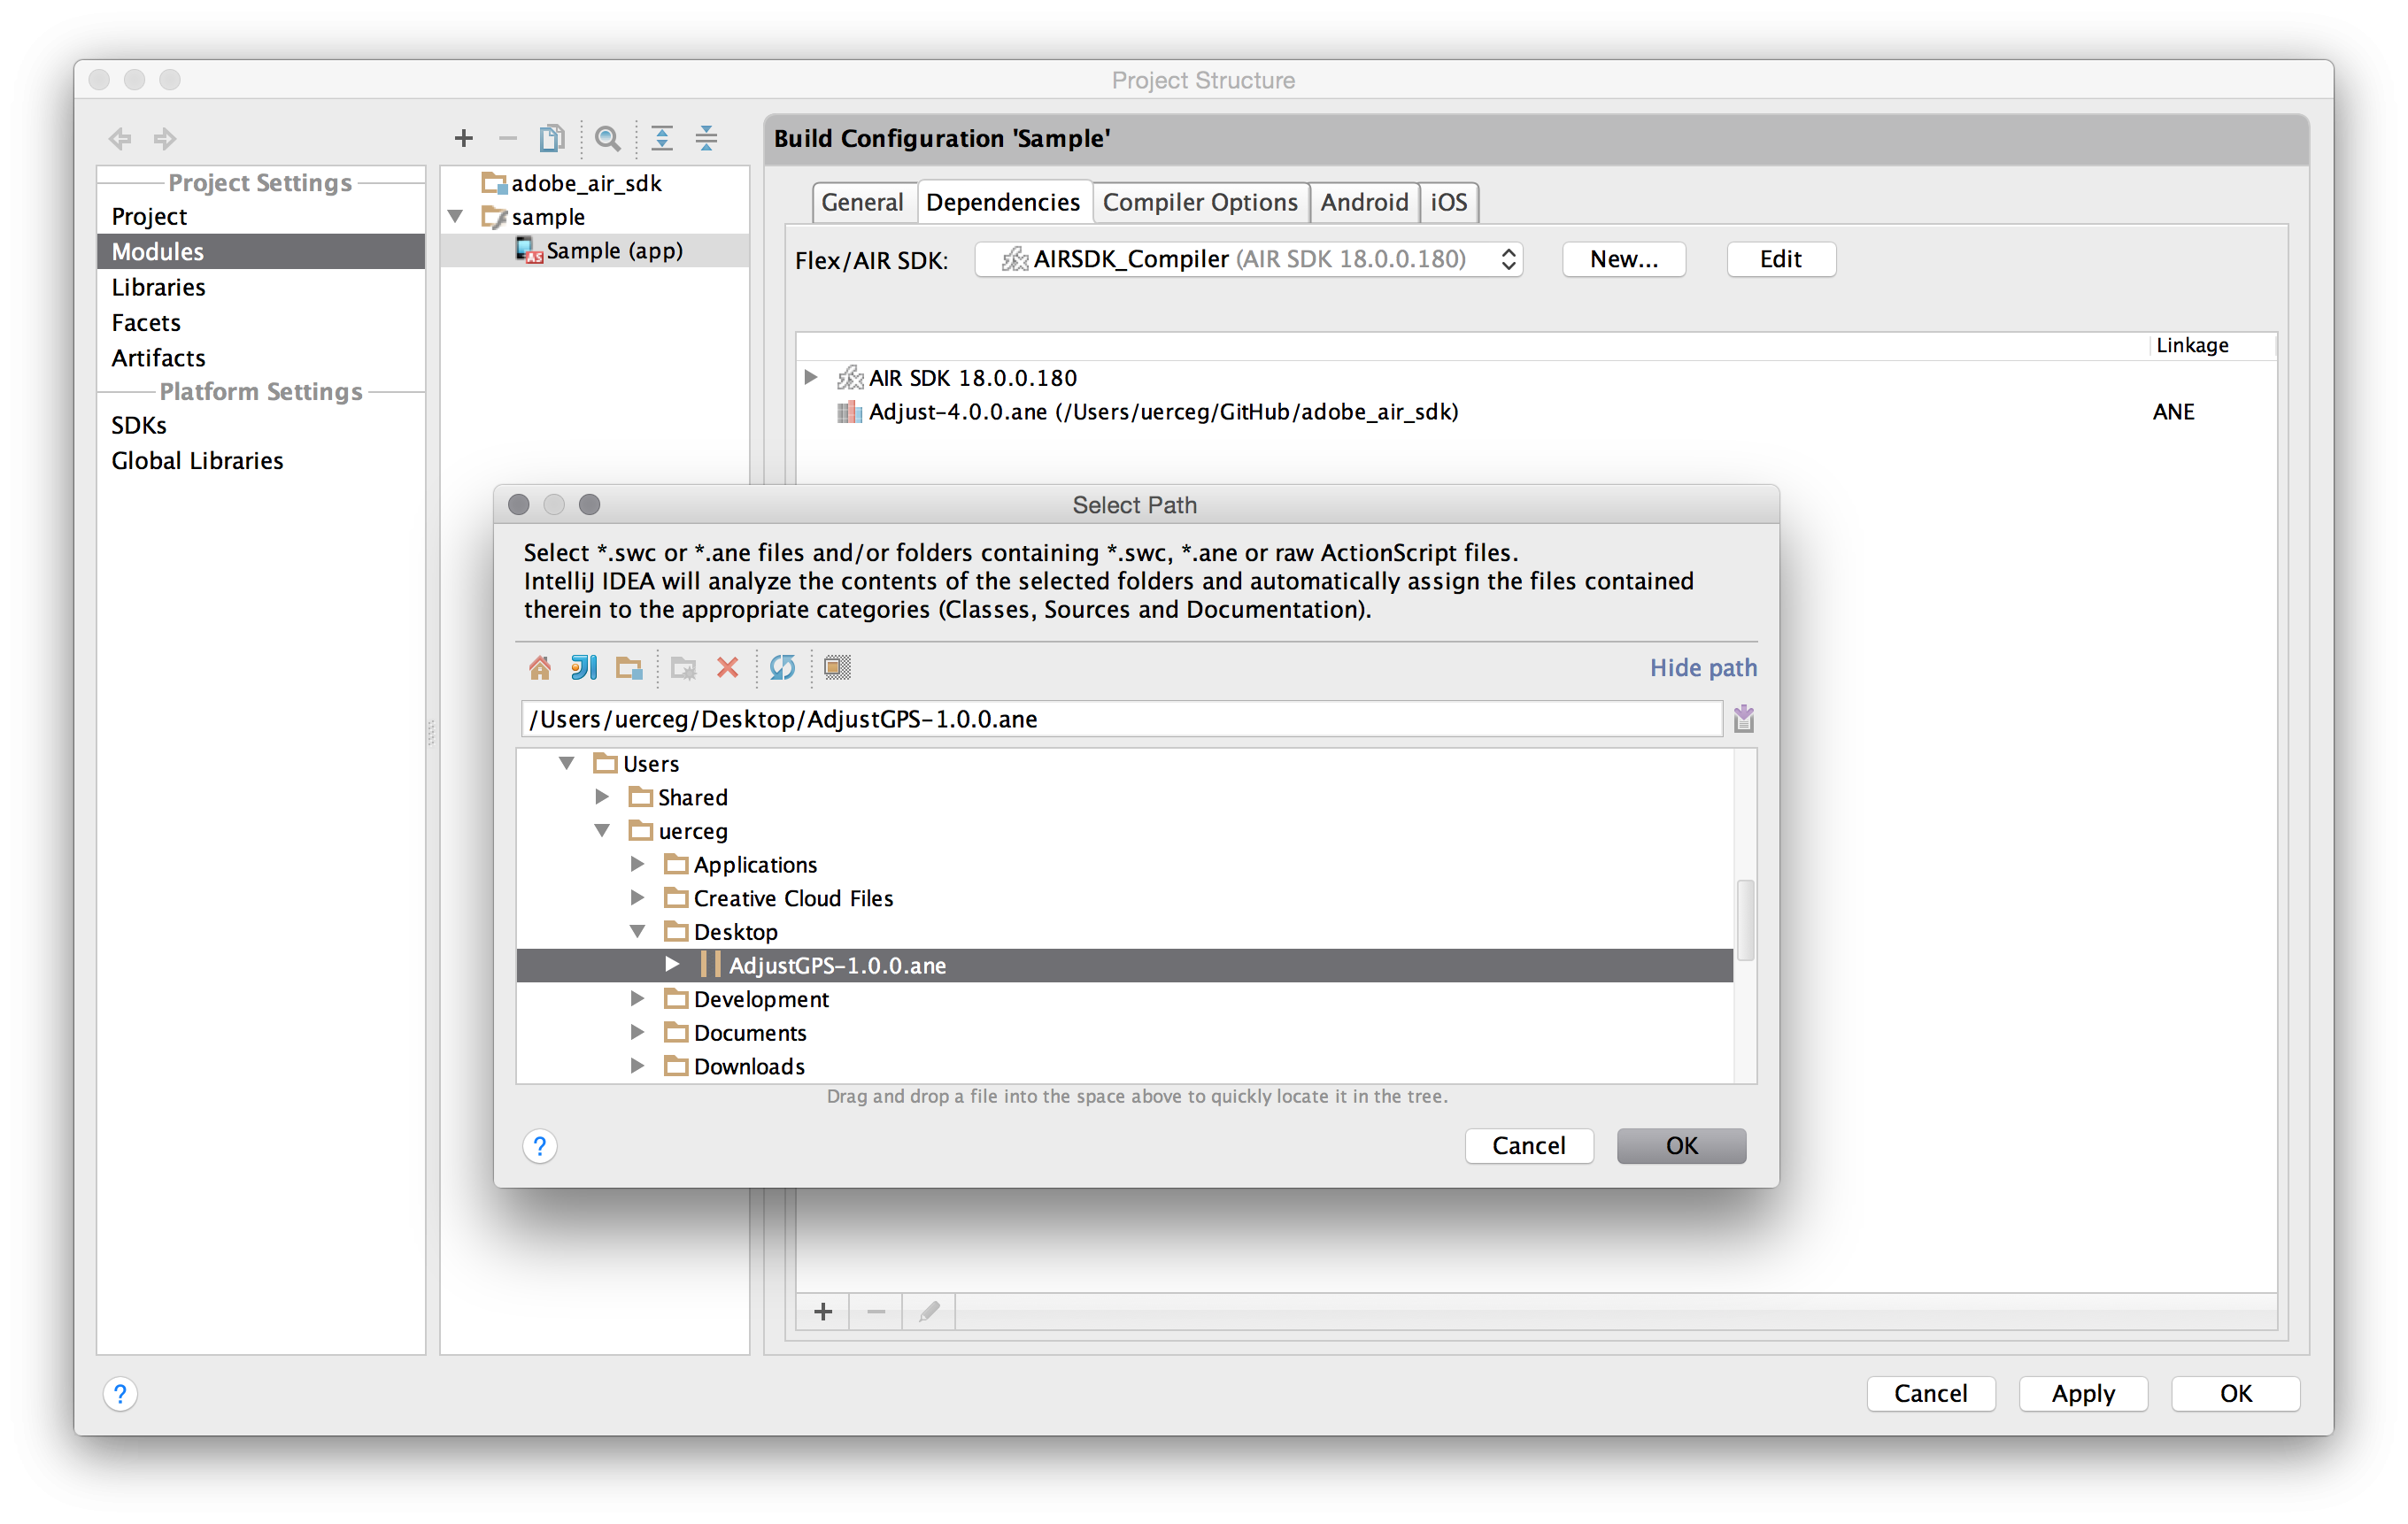 Project Structure
Project Settings
Project
Modules
Libraries
Facets
Artifacts
Platform Settings
SDKs
Global Libraries
adobe_air_sdk
sample
Sample (app)
Build Configuration 'Sample'
General
Dependencies
Compiler Options
Android
iOS
Flex/AIR SDK:
AIRSDK_Compiler (AIR SDK 18.0.0.180)
New...
Edit
Linkage
AIR SDK 18.0.0.180
Adjust-4.0.0.ane (/Users/uerceg/GitHub/adobe_air_sdk)
ANE
Select Path
Select *.swc or *.ane files and/or folders containing *.swc, *.ane or raw ActionScript files.
IntelliJ IDEA will analyze the contents of the selected folders and automatically assign the files contained
therein to the appropriate categories (Classes, Sources and Documentation).
Hide path
/Users/uerceg/Desktop/AdjustGPS-1.0.0.ane
Users
Shared
uerceg
Applications
Creative Cloud Files
Desktop
AdjustGPS-1.0.0.ane
Development
Documents
Downloads
Drag and drop a file into the space above to quickly locate it in the tree.
?
Cancel
OK
?
Cancel
Apply
OK